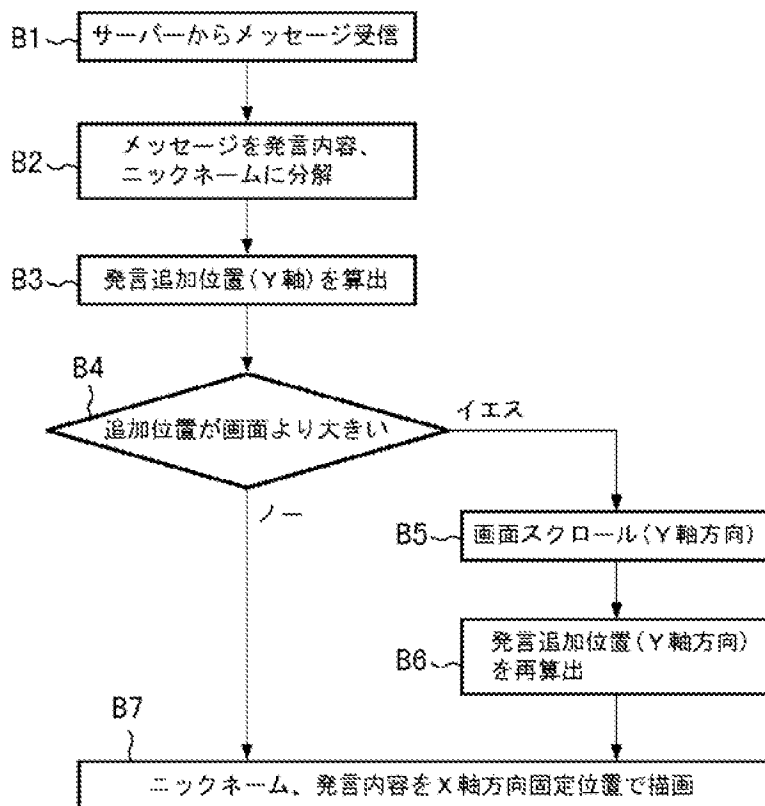 B1
サーバーからメッセージ受信
B2
メッセージを発言内容、
ニックネームに分解
B3
発言追加位置(Y軸)を算出
B4
追加位置が画面より大きい
イエス
ノー
B5
画面スクロール(Y軸方向)
B6
発言追加位置(Y軸方向)
を再算出
B7
ニックネーム、発言内容をX軸方向固定位置で描画